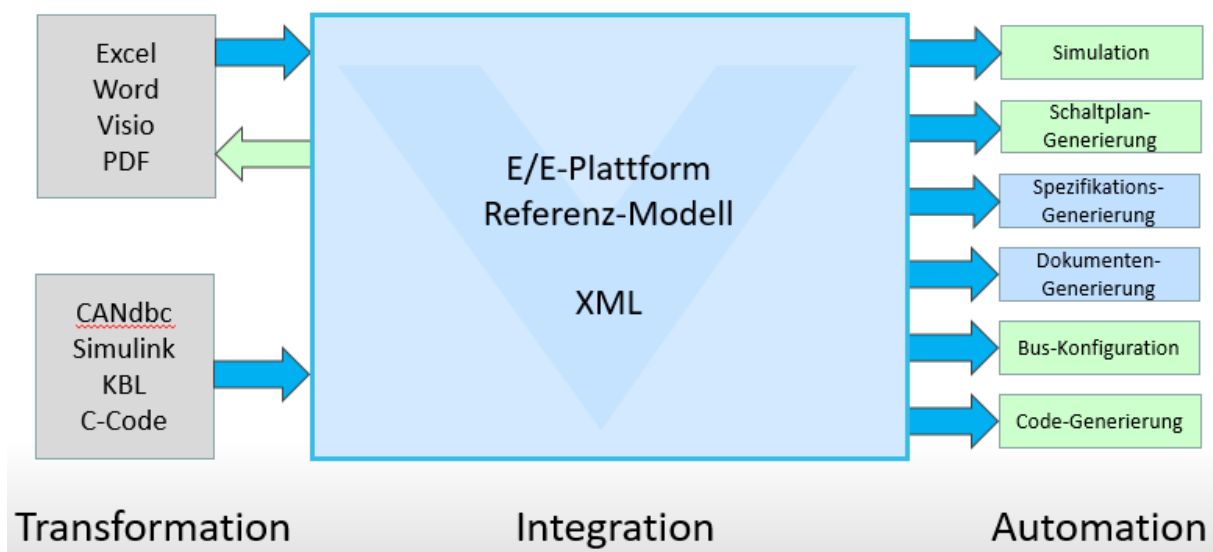 Excel
Word
Visio
PDF
CANdbc
Simulink
KBL
C-Code
E/E-Plattform
Referenz-Modell
XML
Simulation
Schaltplan-
Generierung
Spezifikations-
Generierung
Dokumenten-
Generierung
Bus-Konfiguration
Code-Generierung
Transformation
Integration
Automation